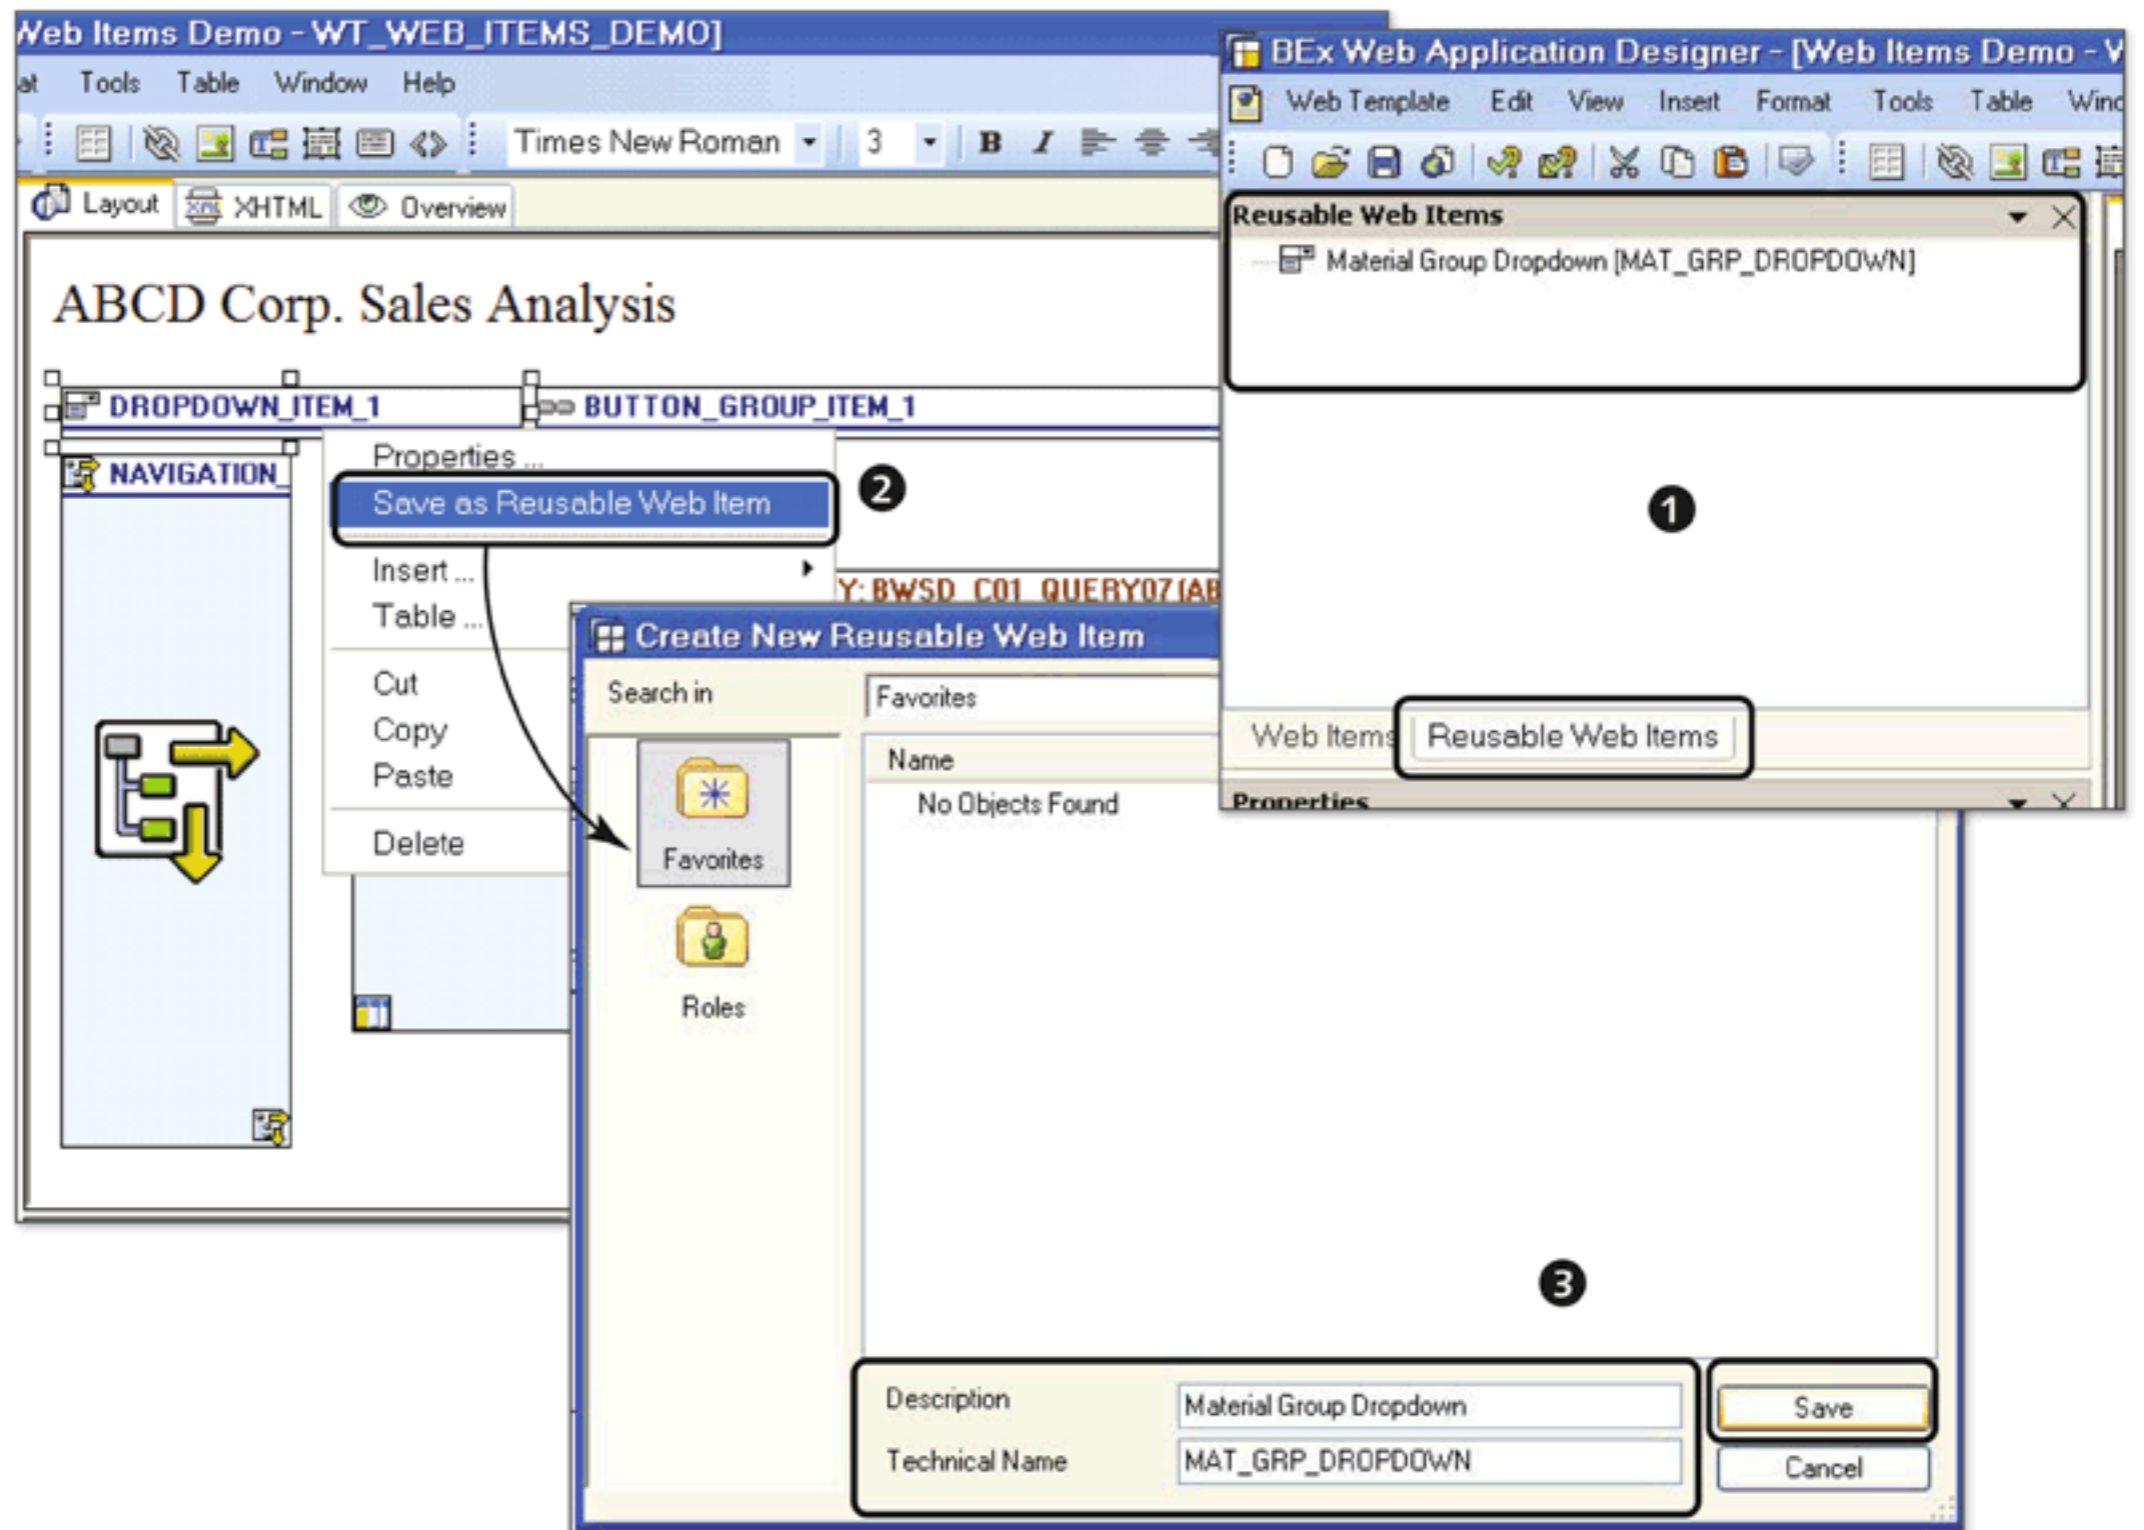 Web Items Demo - WT_WEB_ITEMS_DEMO]
at Tools Table Window Help
Times New Roman 3 B I
Layout XHTML Overview
ABCD Corp. Sales Analysis
DROPDOWN_ITEM_1 BUTTON_GROUP_ITEM_1
NAVIGATION_
Properties ...
Save as Reusable Web Item
2
Insert ...
Table ...
Cut
Copy
Paste
Delete
Y: BWSD_C01_QUERY07 (AB
BEx Web Application Designer - [Web Items Demo - W
Web Template Edit View Insert Format Tools Table Wind
Reusable Web Items
Material Group Dropdown [MAT_GRP_DROPDOWN]
1
Web Items Reusable Web Items
Properties
Create New Reusable Web Item
Search in Favorites
Name
No Objects Found
Favorites
Roles
3
Description Material Group Dropdown
Technical Name MAT_GRP_DROPDOWN
Save
Cancel